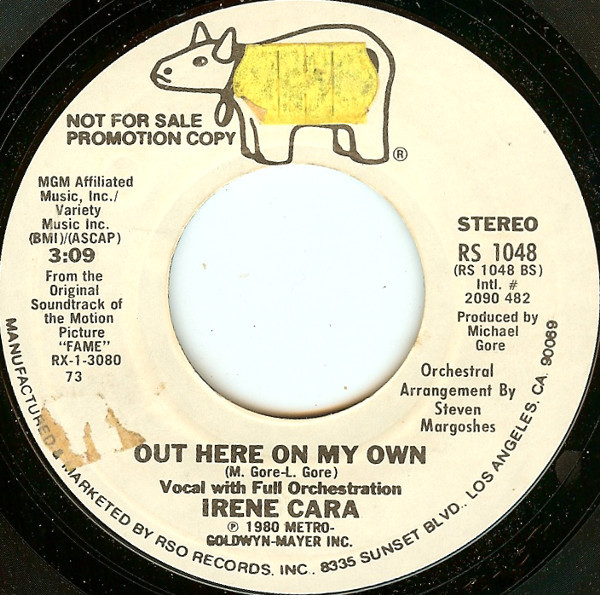 NOT FOR SALE
PROMOTION COPY
®
MGM Affiliated
Music, Inc./
Variety
Music Inc.
(BMI)/(ASCAP)
3:09
From the
Original
Soundtrack of
the Motion
Picture
"FAME"
RX-1-3080
73
STEREO
RS 1048
(RS 1048 BS)
Intl. #
2090 482
Produced by
Michael
Gore
Orchestral
Arrangement By
Steven
Margoshes
OUT HERE ON MY OWN
(M. Gore-L. Gore)
Vocal with Full Orchestration
IRENE CARA
℗ 1980 METRO-
GOLDWYN-MAYER INC.
MANUFACTURED & MARKETED BY RSO RECORDS, INC., 8335 SUNSET BLVD., LOS ANGELES, CA. 90069